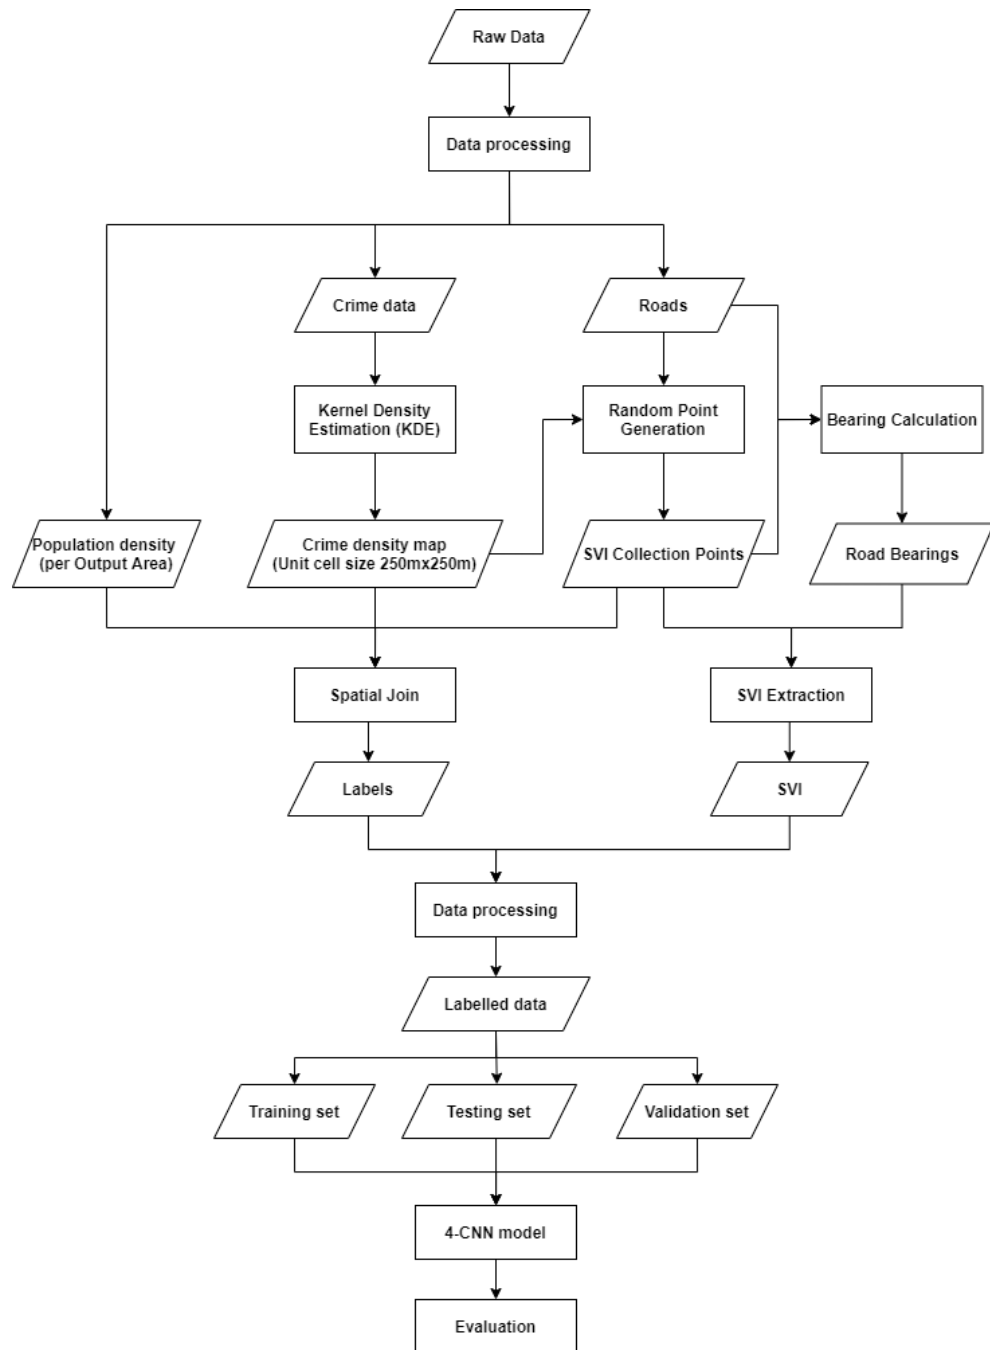 Raw Data
Data processing
Crime data
Roads
Kernel Density
Estimation (KDE)
Random Point
Generation
Bearing Calculation
Population density
(per Output Area)
Crime density map
(Unit cell size 250mx250m)
SVI Collection Points
Road Bearings
Spatial Join
SVI Extraction
Labels
SVI
Data processing
Labelled data
Training set
Testing set
Validation set
4-CNN model
Evaluation